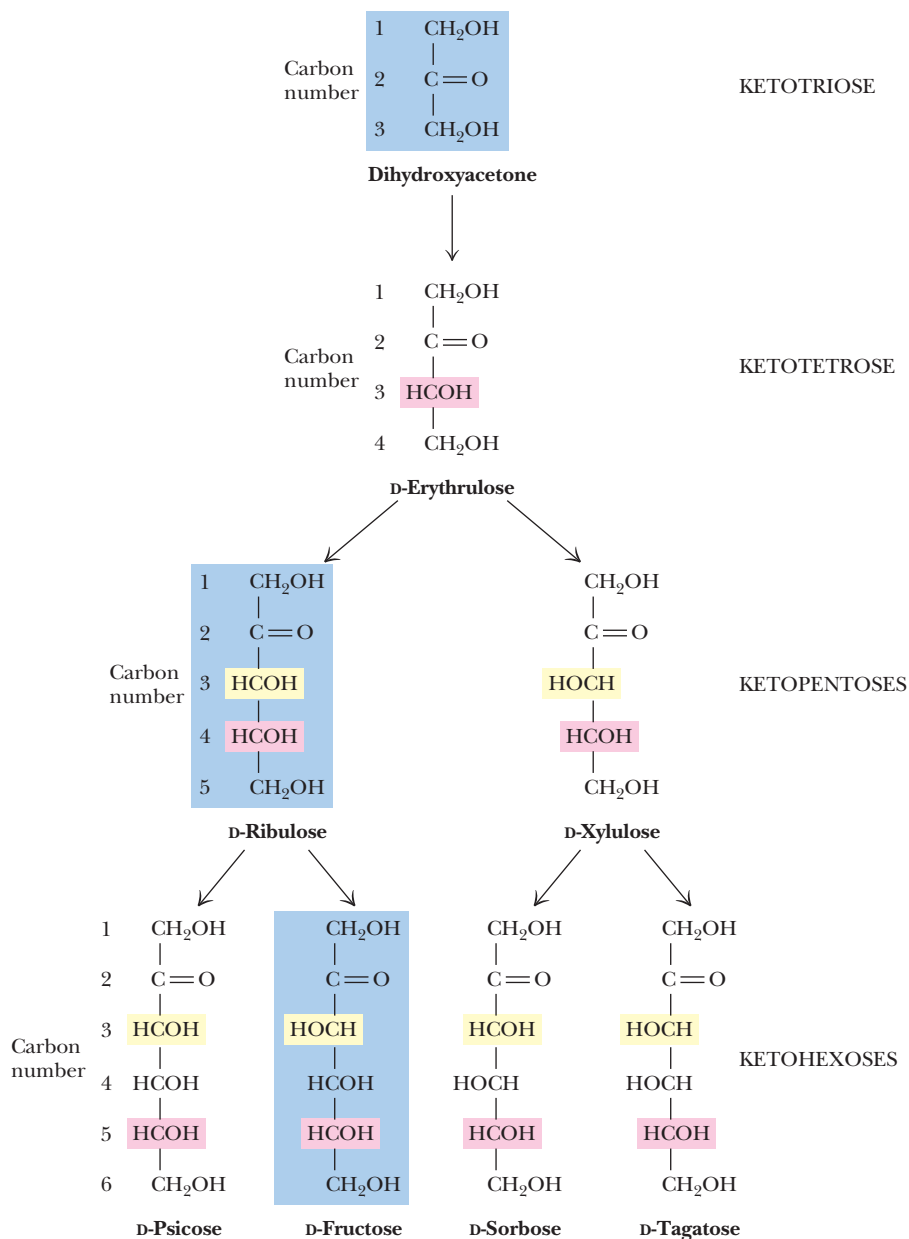 1 CH₂OH
Carbon number 2 C=O KETOTRIOSE
3 CH₂OH
Dihydroxyacetone
1 CH₂OH
2 C=O
Carbon number KETOTETROSE
3 HCOH
4 CH₂OH
D-Erythrulose
1 CH₂OH CH₂OH
2 C=O C=O
Carbon number 3 HCOH HOCH KETOPENTOSES
4 HCOH HCOH
5 CH₂OH CH₂OH
D-Ribulose D-Xylulose
1 CH₂OH CH₂OH CH₂OH CH₂OH
2 C=O C=O C=O C=O
3 HCOH HOCH HCOH HOCH
Carbon number KETOHEXOSES
4 HCOH HCOH HOCH HOCH
5 HCOH HCOH HCOH HCOH
6 CH₂OH CH₂OH CH₂OH CH₂OH
D-Psicose D-Fructose D-Sorbose D-Tagatose